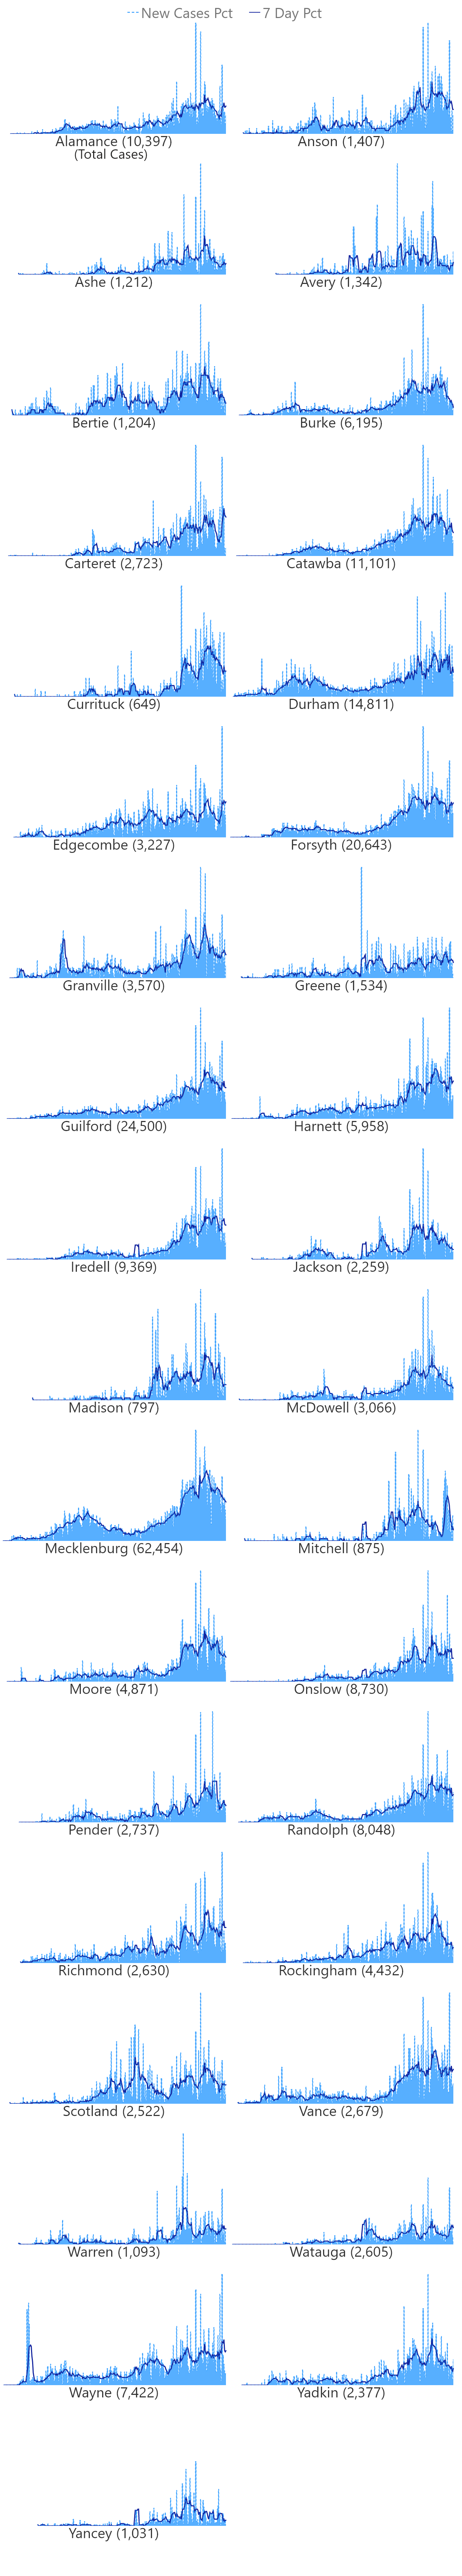 New Cases Pct 7 Day Pct
Alamance (10,397)
(Total Cases)
Anson (1,407)
Ashe (1,212)
Avery (1,342)
Bertie (1,204)
Burke (6,195)
Carteret (2,723)
Catawba (11,101)
Currituck (649)
Durham (14,811)
Edgecombe (3,227)
Forsyth (20,643)
Granville (3,570)
Greene (1,534)
Guilford (24,500)
Harnett (5,958)
Iredell (9,369)
Jackson (2,259)
Madison (797)
McDowell (3,066)
Mecklenburg (62,454)
Mitchell (875)
Moore (4,871)
Onslow (8,730)
Pender (2,737)
Randolph (8,048)
Richmond (2,630)
Rockingham (4,432)
Scotland (2,522)
Vance (2,679)
Warren (1,093)
Watauga (2,605)
Wayne (7,422)
Yadkin (2,377)
Yancey (1,031)